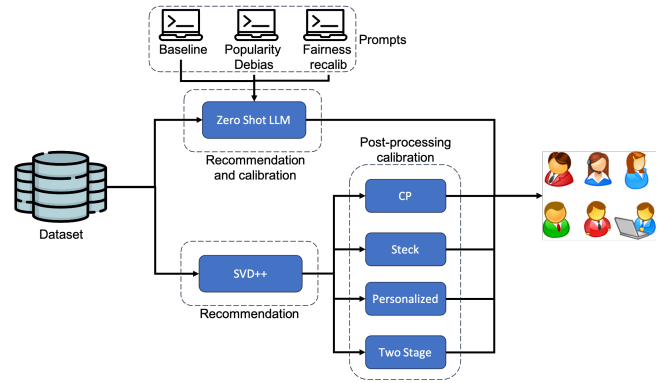 Baseline
Popularity
Debias
Fairness
recalib
Prompts
Zero Shot LLM
Recommendation
and calibration
Post-processing
calibration
Dataset
CP
Steck
SVD++
Recommendation
Personalized
Two Stage